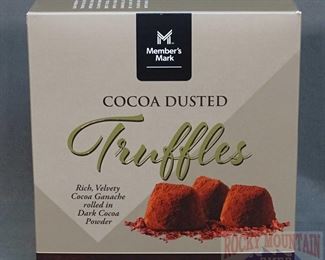 Member's
Mark
COCOA DUSTED
Truffles
Rich, Velvety
Cocoa Ganache
rolled in
Dark Cocoa
Powder
ROCKY MOUNTAIN